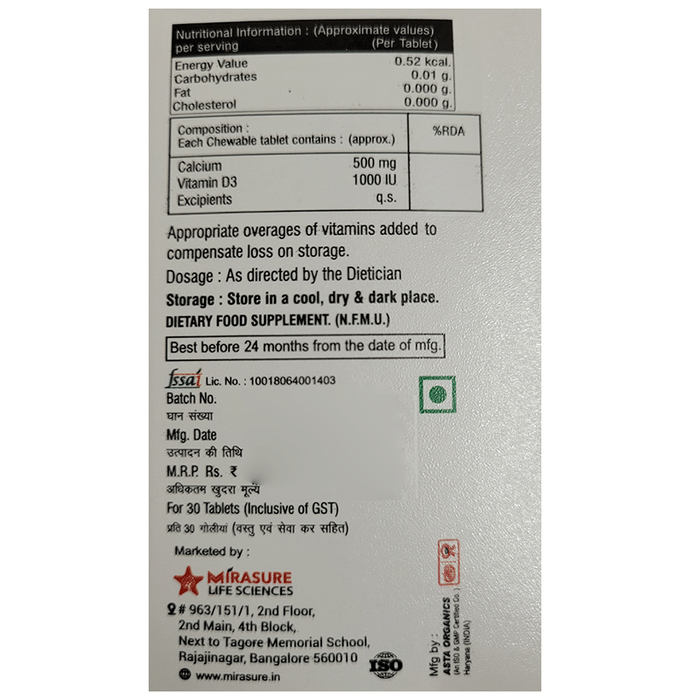 Nutritional Information : (Approximate values)
per serving (Per Tablet)
Energy Value 0.52 kcal.
Carbohydrates 0.01 g.
Fat 0.000 g.
Cholesterol 0.000 g.
Composition : %RDA
Each Chewable tablet contains : (approx.)
Calcium 500 mg
Vitamin D3 1000 IU
Excipients q.s.
Appropriate overages of vitamins added to
compensate loss on storage.
Dosage : As directed by the Dietician
Storage : Store in a cool, dry & dark place.
DIETARY FOOD SUPPLEMENT. (N.F.M.U.)
Best before 24 months from the date of mfg.
fssai Lic. No. : 10018064001403
Batch No.
घान संख्या
Mfg. Date
उत्पादन की तिथि
M.R.P. Rs. ₹
अधिकतम खुदरा मूल्य
For 30 Tablets (Inclusive of GST)
प्रति 30 गोलीयां (वस्तु एवं सेवा कर सहित)
Marketed by :
MIRASURE
LIFE SCIENCES
# 963/151/1, 2nd Floor,
2nd Main, 4th Block,
Next to Tagore Memorial School,
Rajajinagar, Bangalore 560010
www.mirasure.in
ISO
Mfg by :
ASTA ORGANICS
(An ISO & GMP Certified Co.)
Haryana (INDIA)